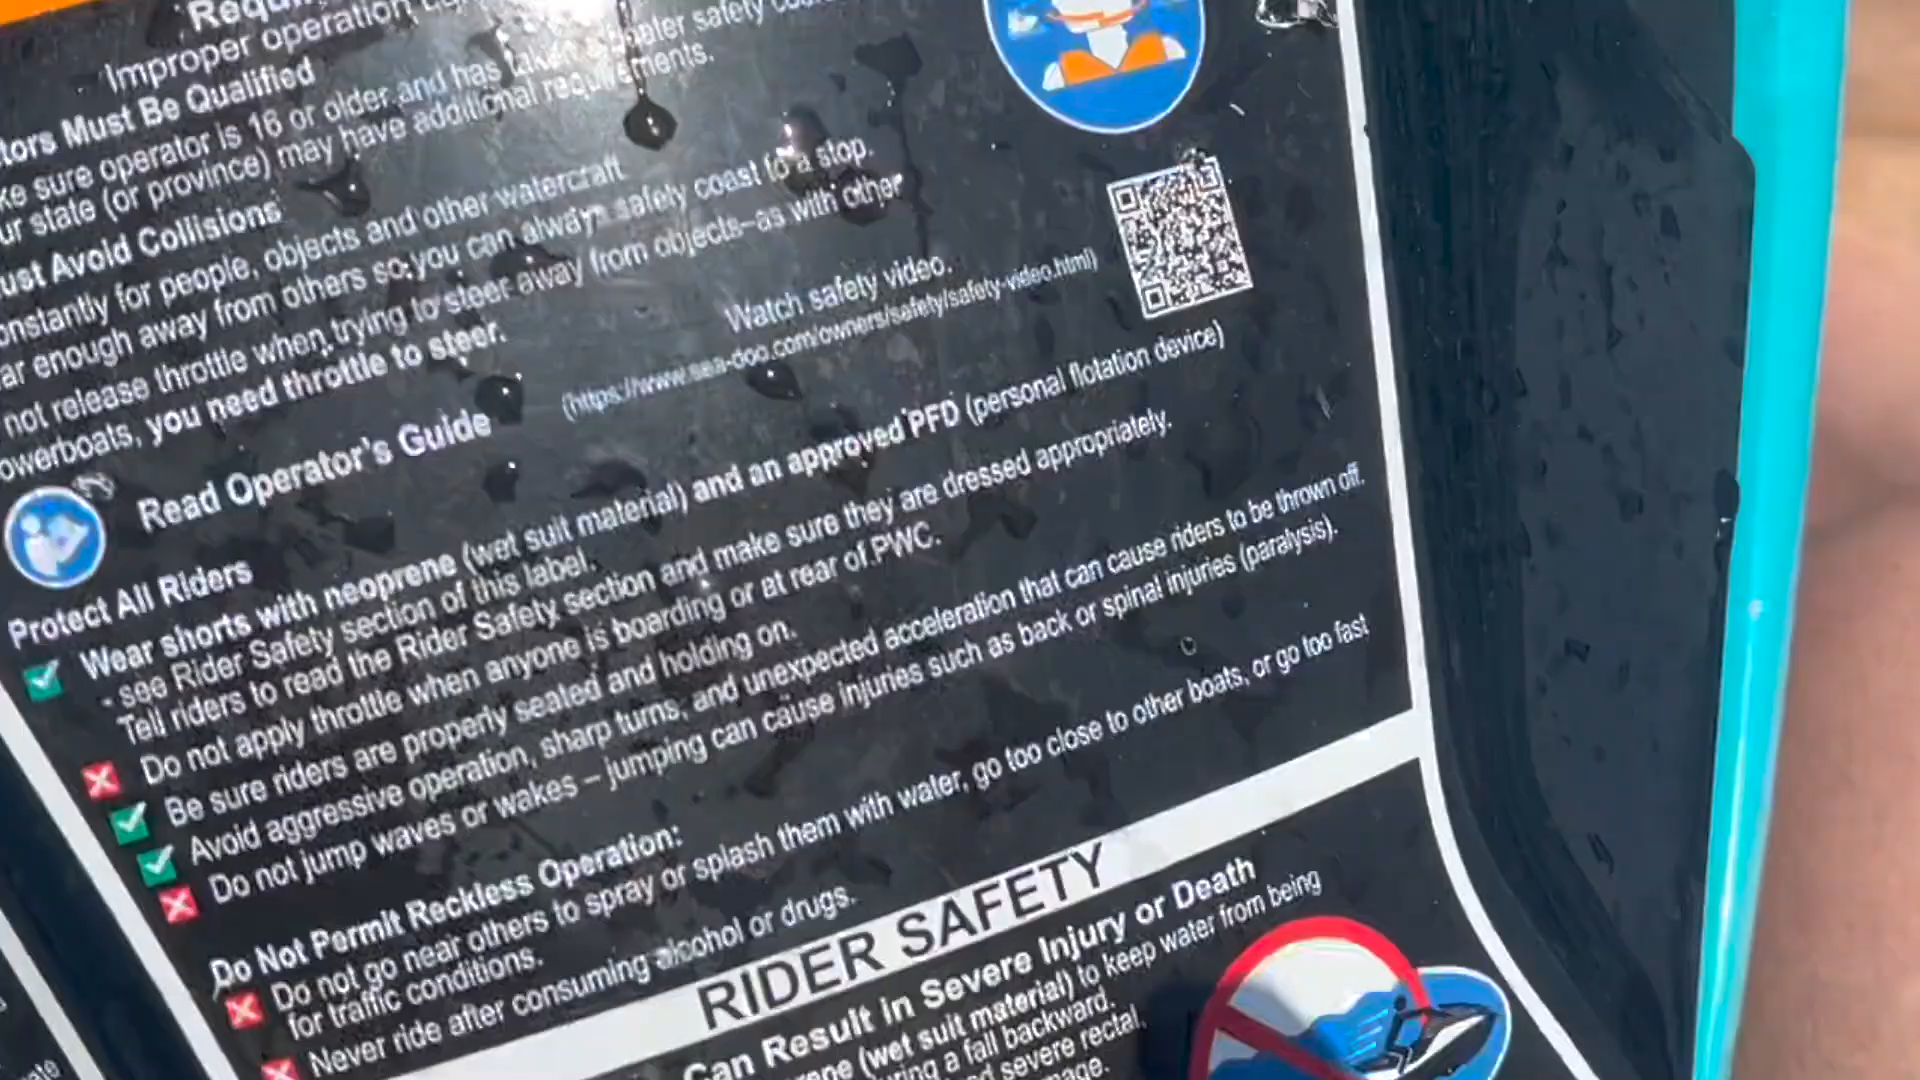 Improper operation
tors Must Be Qualified
ke sure operator is 16 or older and has taken a boater safety
ur state (or province) may have additional requirements.
ust Avoid Collisions
onstantly for people, objects and other watercraft
ar enough away from others so you can always safely coast to a stop.
not release throttle when trying to steer away from objects–as with other
owerboats, you need throttle to steer.
Watch safety video.
(https://www.sea-doo.com/owners/safety/safety-video.html)
Read Operator's Guide
Protect All Riders
Wear shorts with neoprene (wet suit material) and an approved PFD (personal flotation device)
- see Rider Safety section of this label.
Tell riders to read the Rider Safety section and make sure they are dressed appropriately.
Do not apply throttle when anyone is boarding or at rear of PWC.
Be sure riders are properly seated and holding on.
Avoid aggressive operation, sharp turns, and unexpected acceleration that can cause riders to be thrown off.
Do not jump waves or wakes – jumping can cause injuries such as back or spinal injuries (paralysis).
Do Not Permit Reckless Operation:
Do not go near others to spray or splash them with water, go too close to other boats, or go too fast
for traffic conditions.
Never ride after consuming alcohol or drugs.
RIDER SAFETY
Can Result in Severe Injury or Death
(wet suit material) to keep water from being
a fall backward.
severe rectal,